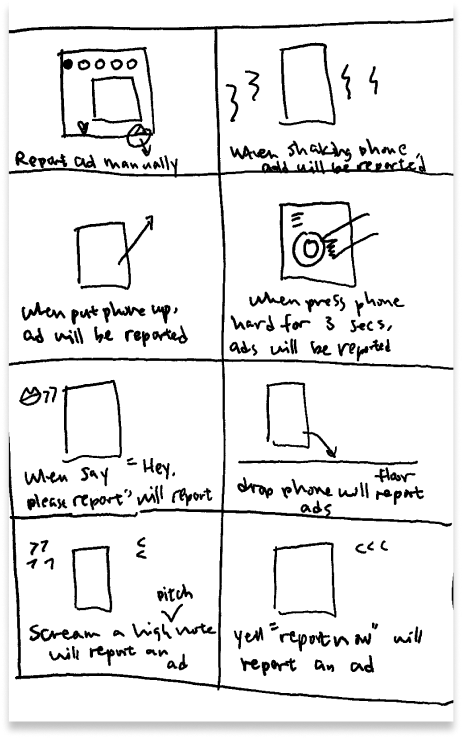 Report ad manually
When shaking phone,
add will be reported
When put phone up,
ad will be reported
When press phone
hard for 3 secs,
ads will be reported
When say "Hey,
please report", will report
floor
drop phone will report
ads
pitch
Scream a high note
will report an
ad
yell "report now" will
report an ad